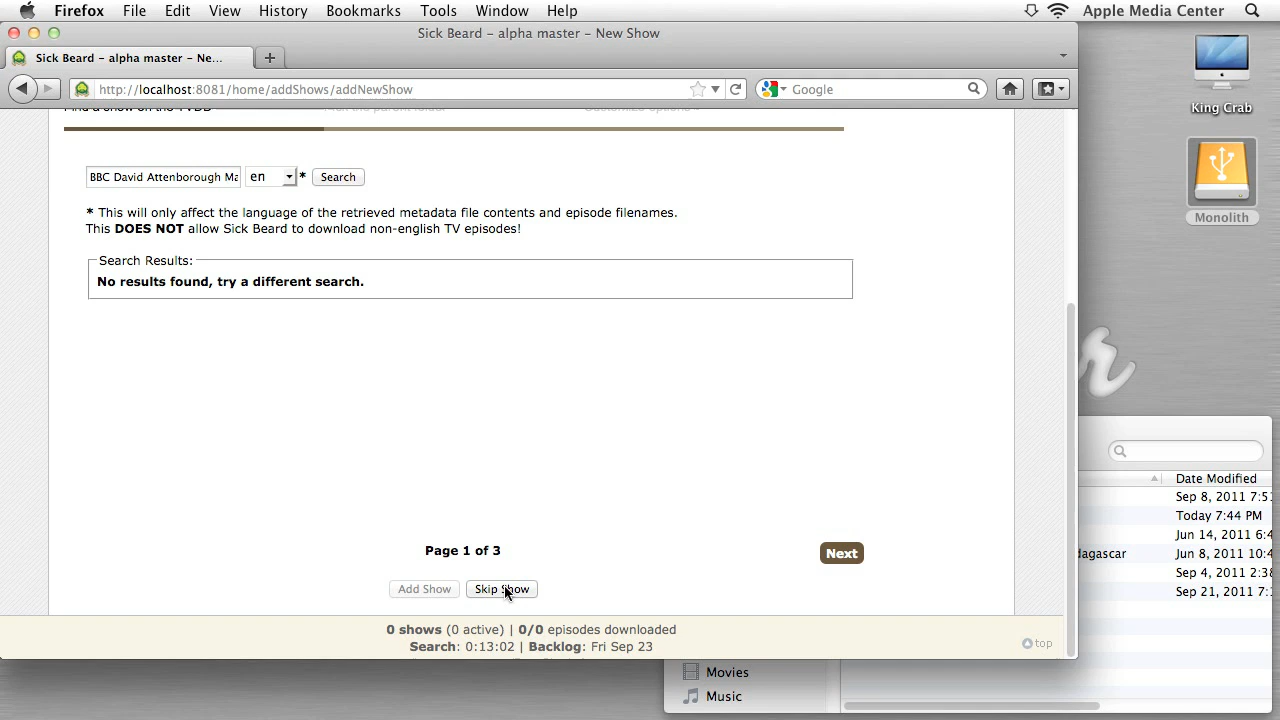 Firefox File Edit View History Bookmarks Tools Window Help Apple Media Center
Sick Beard – alpha master – New Show
Sick Beard – alpha master – Ne...
http://localhost:8081/home/addShows/addNewShow
Google
King Crab
Monolith
BBC David Attenborough Ma
en
* Search
* This will only affect the language of the retrieved metadata file contents and episode filenames.
This DOES NOT allow Sick Beard to download non-english TV episodes!
Search Results:
No results found, try a different search.
Page 1 of 3
Next
Add Show
Skip Show
0 shows (0 active) | 0/0 episodes downloaded
Search: 0:13:02 | Backlog: Fri Sep 23
top
Date Modified
Sep 8, 2011 7:5
Today 7:44 PM
Jun 14, 2011 6:4
dagascar Jun 8, 2011 10:4
Sep 4, 2011 2:3
Sep 21, 2011 7:
Movies
Music